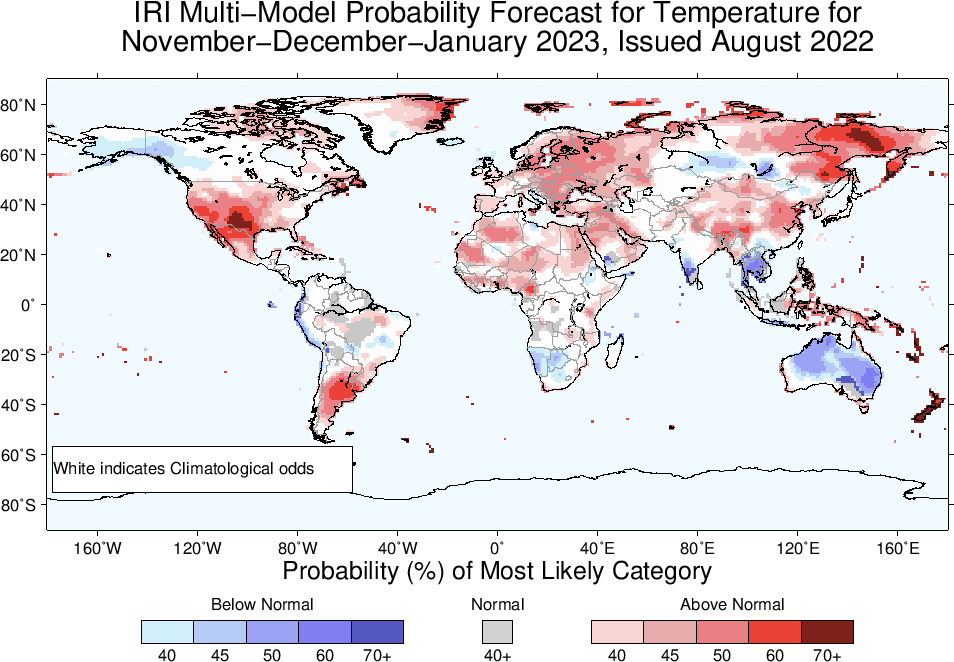 IRI Multi−Model Probability Forecast for Temperature for
November−December−January 2023, Issued August 2022
80˚N
60˚N
40˚N
20˚N
0˚
20˚S
40˚S
60˚S
80˚S
White indicates Climatological odds
160˚W 120˚W 80˚W 40˚W 0˚ 40˚E 80˚E 120˚E 160˚E
Probability (%) of Most Likely Category
Below Normal Normal Above Normal
40 45 50 60 70+ 40+ 40 45 50 60 70+